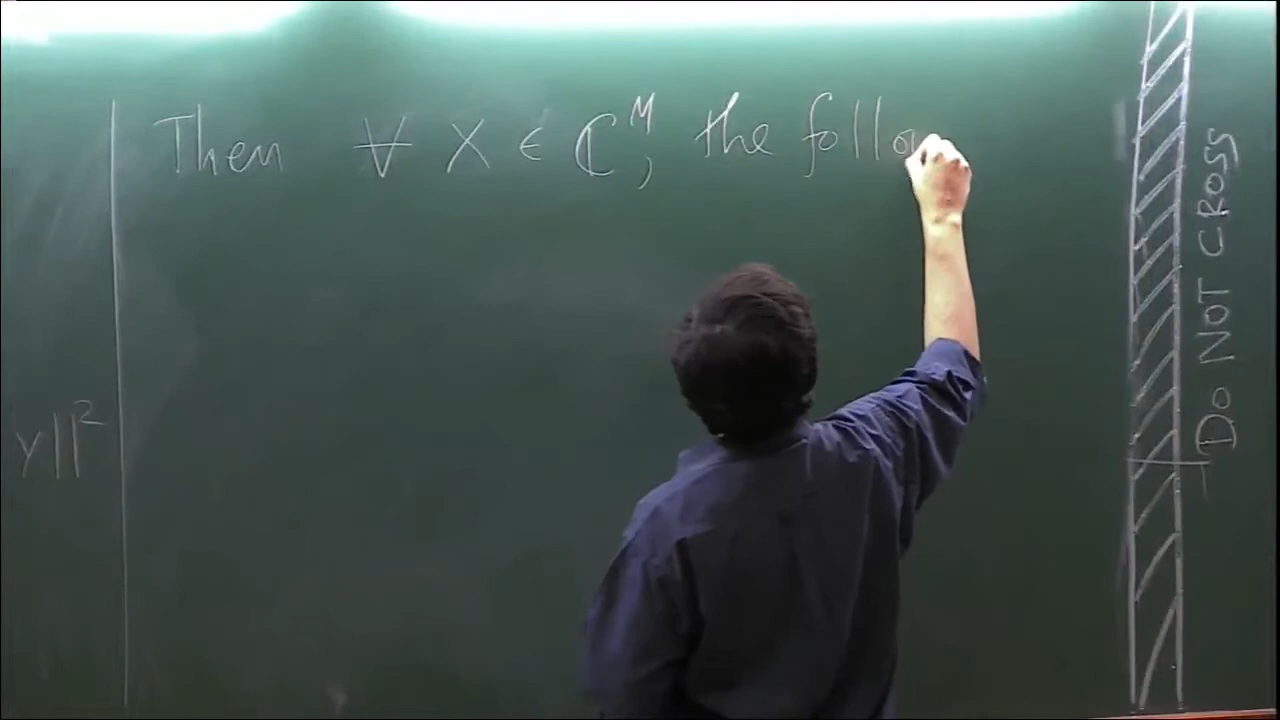 Then ∀ X ∈ ℂᴹ, the follo
y||²
DO NOT CROSS